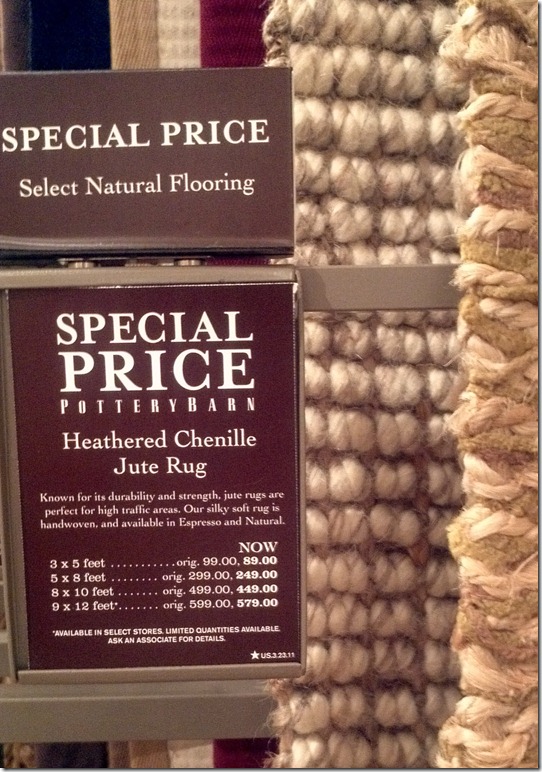 SPECIAL PRICE
Select Natural Flooring
SPECIAL
PRICE
POTTERYBARN
Heathered Chenille
Jute Rug
Known for its durability and strength, jute rugs are
perfect for high traffic areas. Our silky soft rug is
handwoven, and available in Espresso and Natural.
NOW
3 x 5 feet ...........orig. 99.00, 89.00
5 x 8 feet ........ orig. 299.00, 249.00
8 x 10 feet ....... orig. 499.00, 449.00
9 x 12 feet*....... orig. 599.00, 579.00
*AVAILABLE IN SELECT STORES. LIMITED QUANTITIES AVAILABLE.
ASK AN ASSOCIATE FOR DETAILS.
★ US.3.22.11